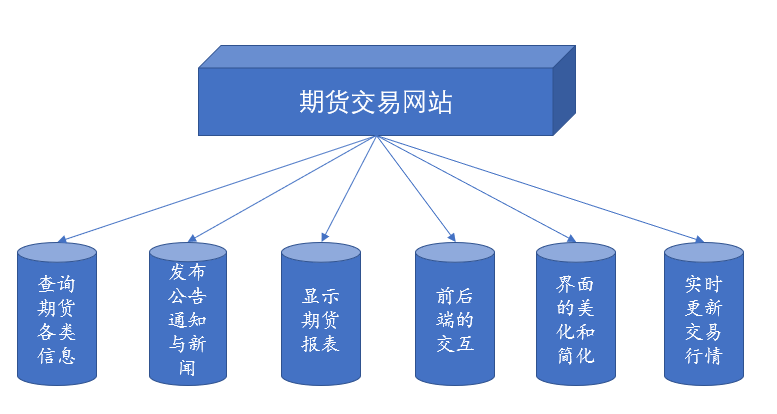 期货交易网站
查询
期货
各类
信息
发布
公告
通知
与新
闻
显示
期货
报表
前后
端的
交互
界面
的美
化和
简化
实时
更新
交易
行情